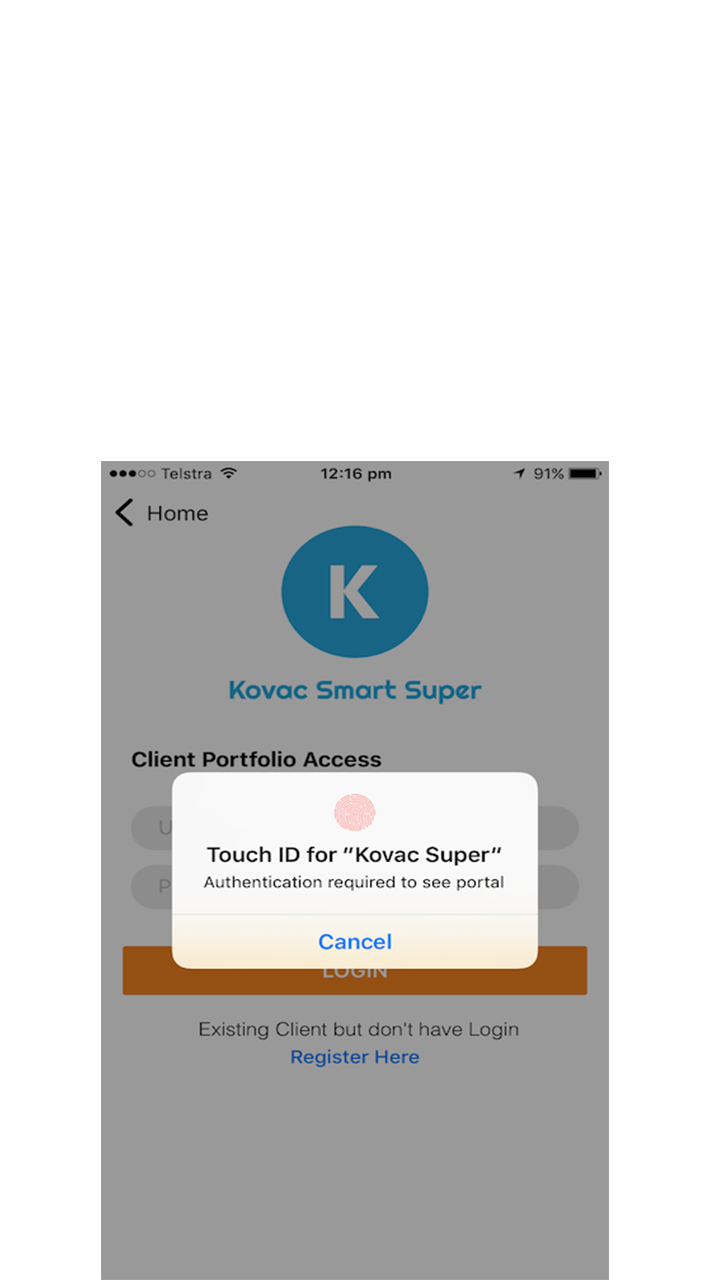 Telstra 12:16 pm 91%
Home
K
Kovac Smart Super
Client Portfolio Access
U
Touch ID for "Kovac Super"
P
Authentication required to see portal
Cancel
LOGIN
Existing Client but don't have Login
Register Here